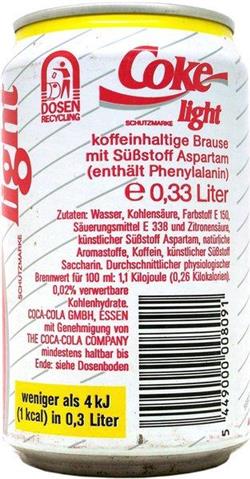 DOSEN
RECYCLING
Coke
light
SCHUTZMARKE
koffeinhaltige Brause
mit Süßstoff Aspartam
(enthält Phenylalanin)
e 0,33 Liter
Zutaten: Wasser, Kohlensäure, Farbstoff E 150,
Säuerungsmittel E 338 und Zitronensäure,
künstlicher Süßstoff Aspartam, natürliche
Aromastoffe, Koffein, künstlicher Süßstoff
Saccharin. Durchschnittlicher physiologischer
Brennwert für 100 ml: 1,1 Kilojoule (0,26 Kilokalorien).
0,02% verwertbare
Kohlenhydrate.
COCA-COLA GMBH, ESSEN
mit Genehmigung von
THE COCA-COLA COMPANY
mindestens haltbar bis
Ende: siehe Dosenboden
weniger als 4 kJ
(1 kcal) in 0,3 Liter
5449000008091
light
SCHUTZMARKE